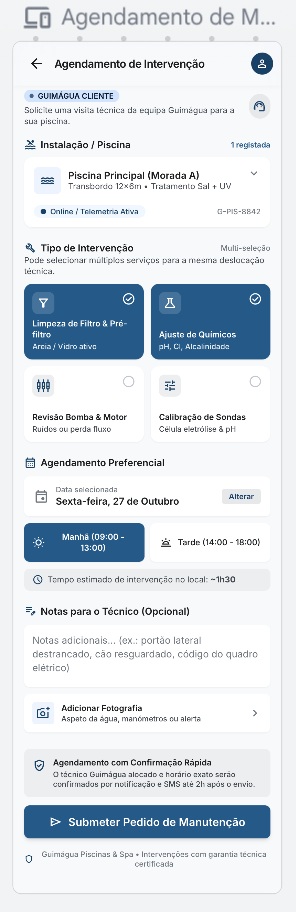 Agendamento de M...
Agendamento de Intervenção
GUIMÁGUA CLIENTE
Solicite uma visita técnica da equipa Guimágua para a
sua piscina.
Instalação / Piscina
1 registada
Piscina Principal (Morada A)
Transbordo 12x6m • Tratamento Sal + UV
Online / Telemetria Ativa
G-PIS-8842
Tipo de Intervenção
Multi-seleção
Pode selecionar múltiplos serviços para a mesma deslocação
técnica.
Limpeza de Filtro & Pré-
filtro
Areia / Vidro ativo
Ajuste de Químicos
pH, Cl, Alcalinidade
Revisão Bomba & Motor
Ruídos ou perda fluxo
Calibração de Sondas
Célula eletrólise & pH
Agendamento Preferencial
Data selecionada
Sexta-feira, 27 de Outubro
Alterar
Manhã (09:00 -
13:00)
Tarde (14:00 - 18:00)
Tempo estimado de intervenção no local: ~1h30
Notas para o Técnico (Opcional)
Notas adicionais... (ex.: portão lateral
destrancado, cão resguardado, código do quadro
elétrico)
Adicionar Fotografia
Aspeto da água, manómetros ou alerta
Agendamento com Confirmação Rápida
O técnico Guimágua alocado e horário exato serão
confirmados por notificação e SMS até 2h após o envio.
Submeter Pedido de Manutenção
Guimágua Piscinas & Spa • Intervenções com garantia técnica
certificada